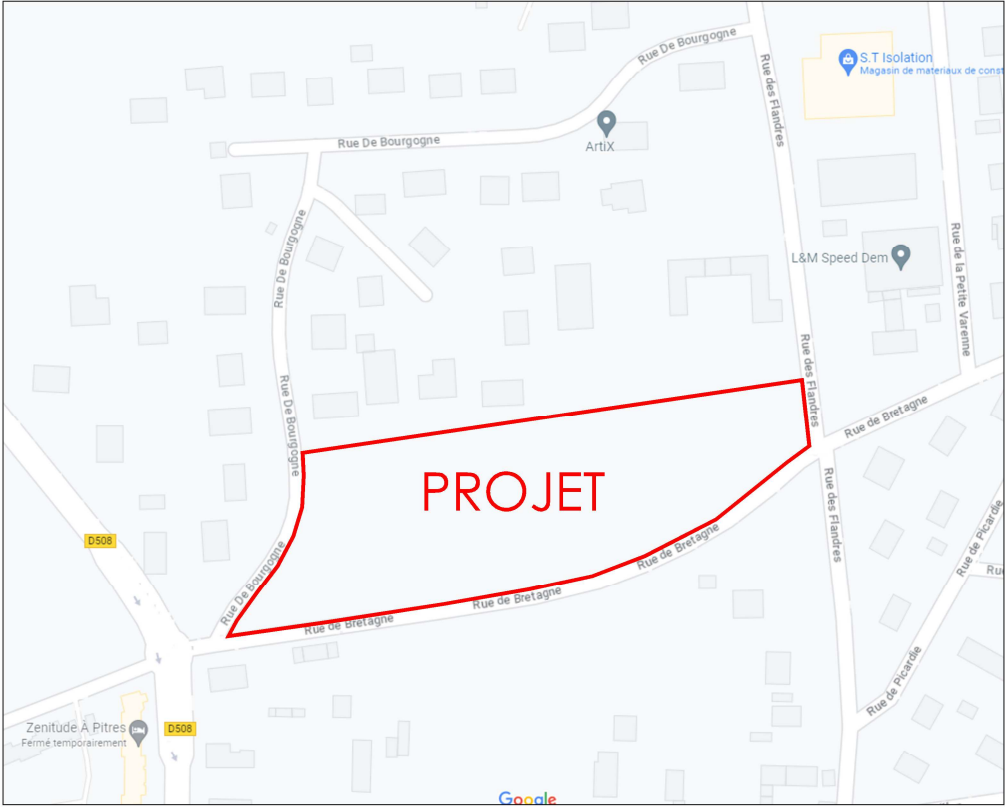 Rue De Bourgogne
S.T Isolation
Magasin de materiaux de const
Rue des Flandres
ArtiX
Rue De Bourgogne
Rue De Bourgogne
L&M Speed Dem
Rue de la Petite Varenne
Rue des Flandres
Rue De Bourgogne
Rue de Bretagne
PROJET
Rue des Flandres
Rue de Picardie
D508
Rue de Bretagne
Ru
Rue De Bourgogne
Rue de Bretagne
Rue de Bretagne
Rue de Picardie
Zenitude À Pitres
Fermé temporairement
D508
Google